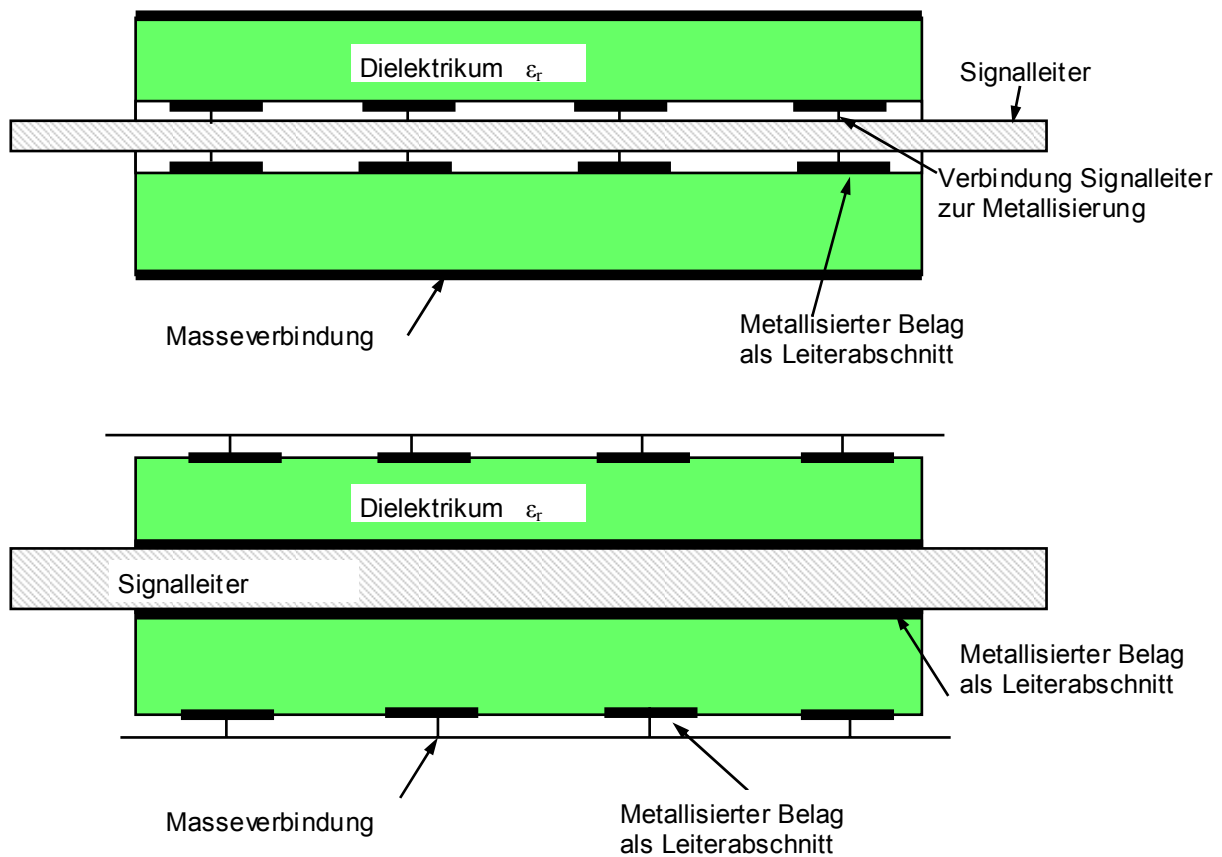 Dielektrikum εr
Signalleiter
Verbindung Signalleiter
zur Metallisierung
Masseverbindung
Metallisierter Belag
als Leiterabschnitt
Dielektrikum εr
Signalleiter
Metallisierter Belag
als Leiterabschnitt
Masseverbindung
Metallisierter Belag
als Leiterabschnitt